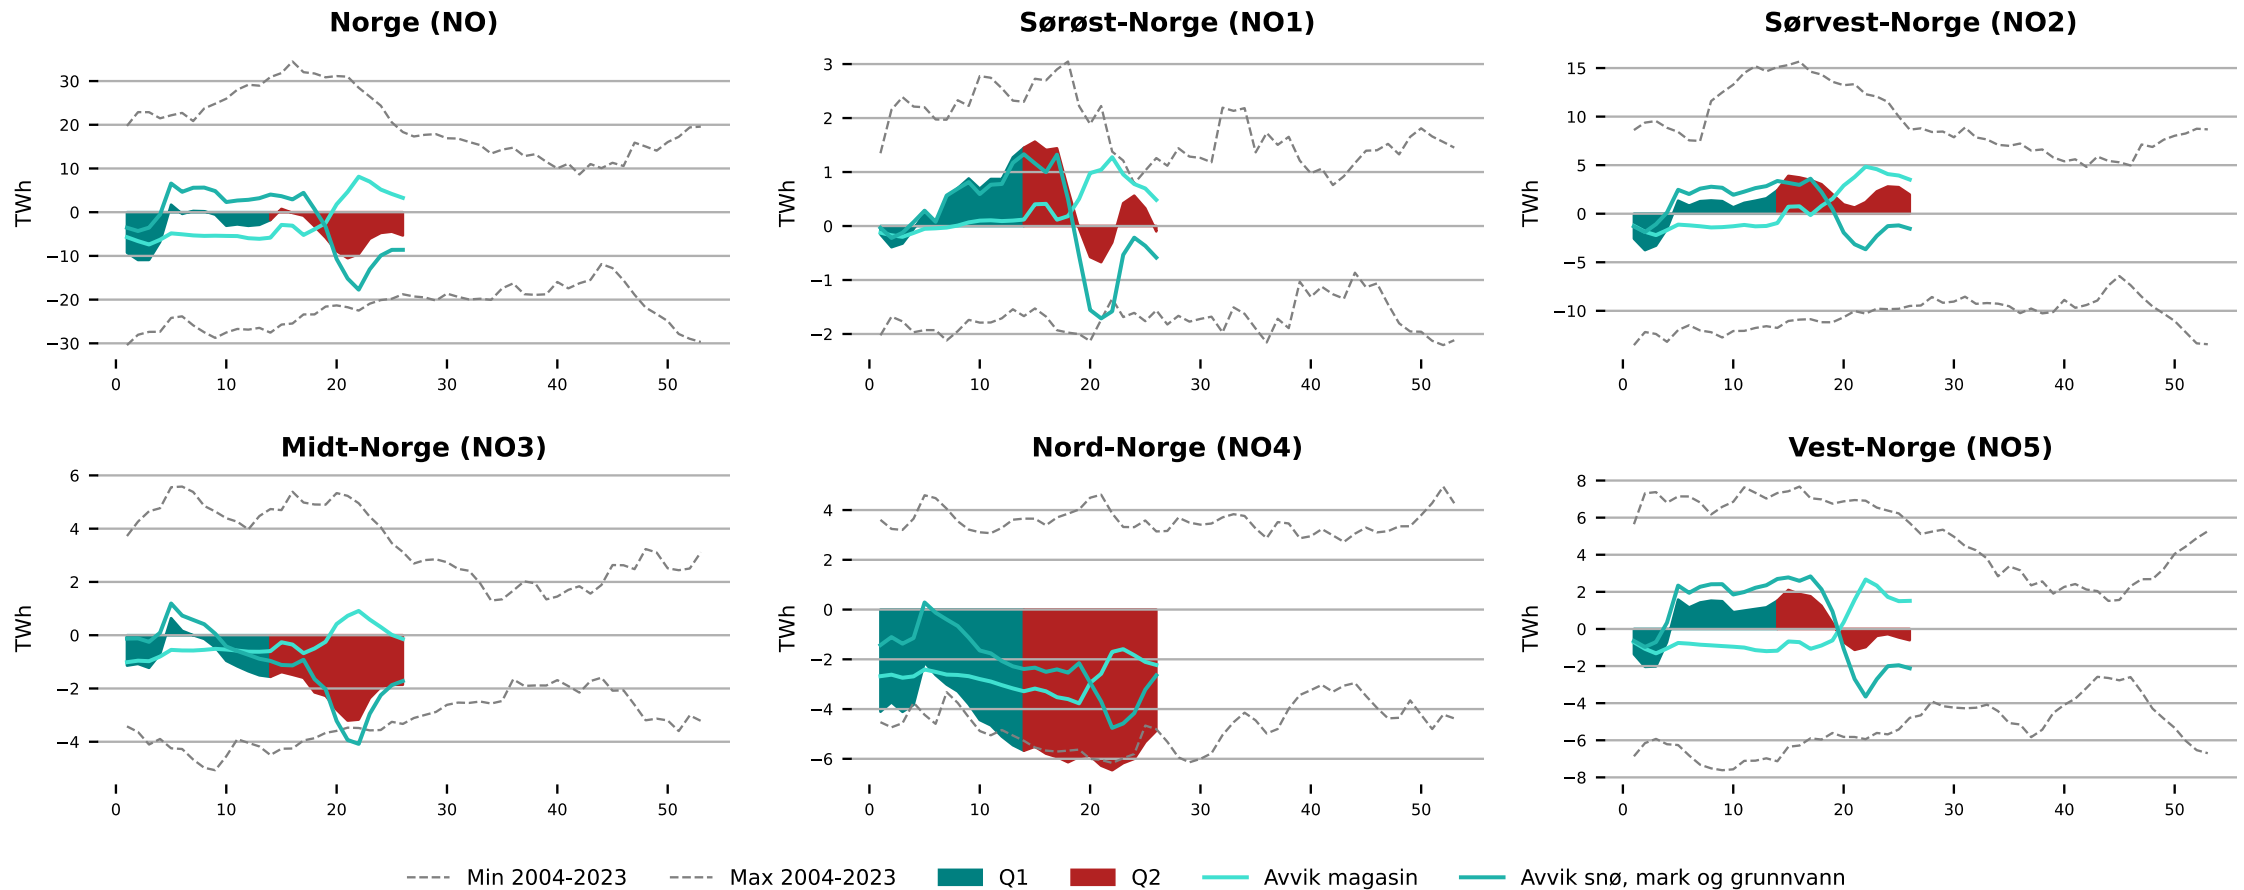 Norge (NO)
Sørøst-Norge (NO1)
Sørvest-Norge (NO2)
TWh
30
20
10
0
−10
−20
−30
0 10 20 30 40 50
TWh
3
2
1
0
−1
−2
0 10 20 30 40 50
TWh
15
10
5
0
−5
−10
0 10 20 30 40 50
Midt-Norge (NO3)
Nord-Norge (NO4)
Vest-Norge (NO5)
TWh
6
4
2
0
−2
−4
0 10 20 30 40 50
TWh
4
2
0
−2
−4
−6
0 10 20 30 40 50
TWh
8
6
4
2
0
−2
−4
−6
−8
0 10 20 30 40 50
Min 2004-2023 Max 2004-2023 Q1 Q2 Avvik magasin Avvik snø, mark og grunnvann